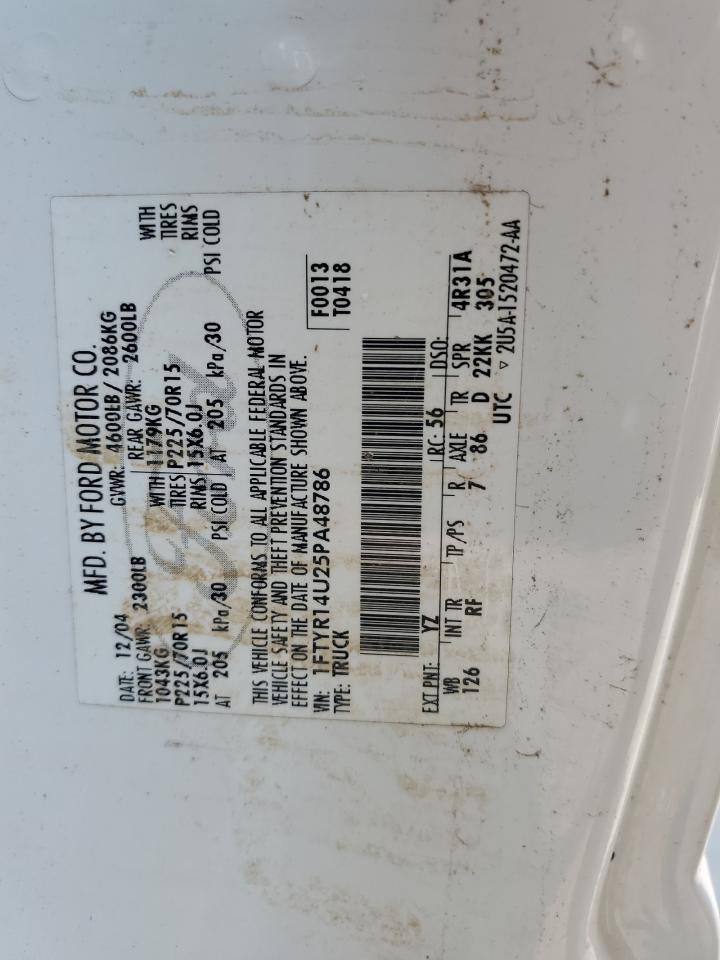 MFD. BY FORD MOTOR CO.
DATE: 12/04 GVWR: 4600LB / 2086KG
FRONT GAWR: 2300LB REAR GAWR: 2600LB
1043KG WITH 1179KG WITH
P225/70R15 TIRES P225/70R15 TIRES
15X6.0J RIMS 15X6.0J RIMS
AT 205 kPa/30 PSI COLD AT 205 kPa/30 PSI COLD
THIS VEHICLE CONFORMS TO ALL APPLICABLE FEDERAL MOTOR
VEHICLE SAFETY AND THEFT PREVENTION STANDARDS IN
EFFECT ON THE DATE OF MANUFACTURE SHOWN ABOVE.
VIN: 1FTYR14U25PA48786 F0013
TYPE: TRUCK T0418
EXT PNT: YZ RC: 56 DSO:
WB INT TR TP/PS R AXLE TR SPR
126 RF 7 86 D 22KK 4R31A
305
UTC ▽ 2U5A-1520472-AA
Ford